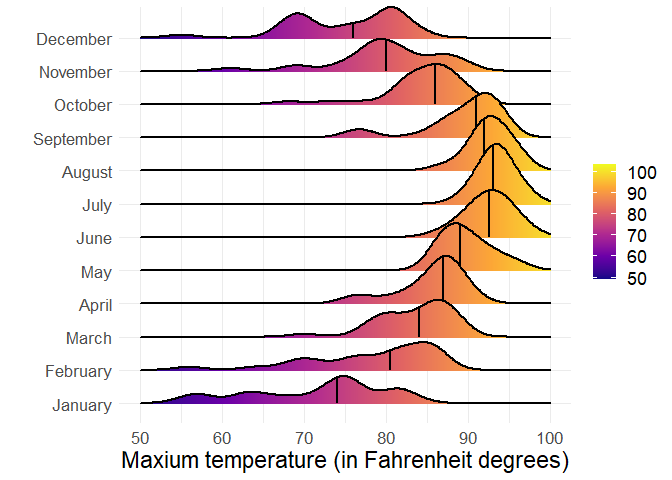 December
November
October
September
August
July
June
May
April
March
February
January
100
90
80
70
60
50
50 60 70 80 90 100
Maxium temperature (in Fahrenheit degrees)